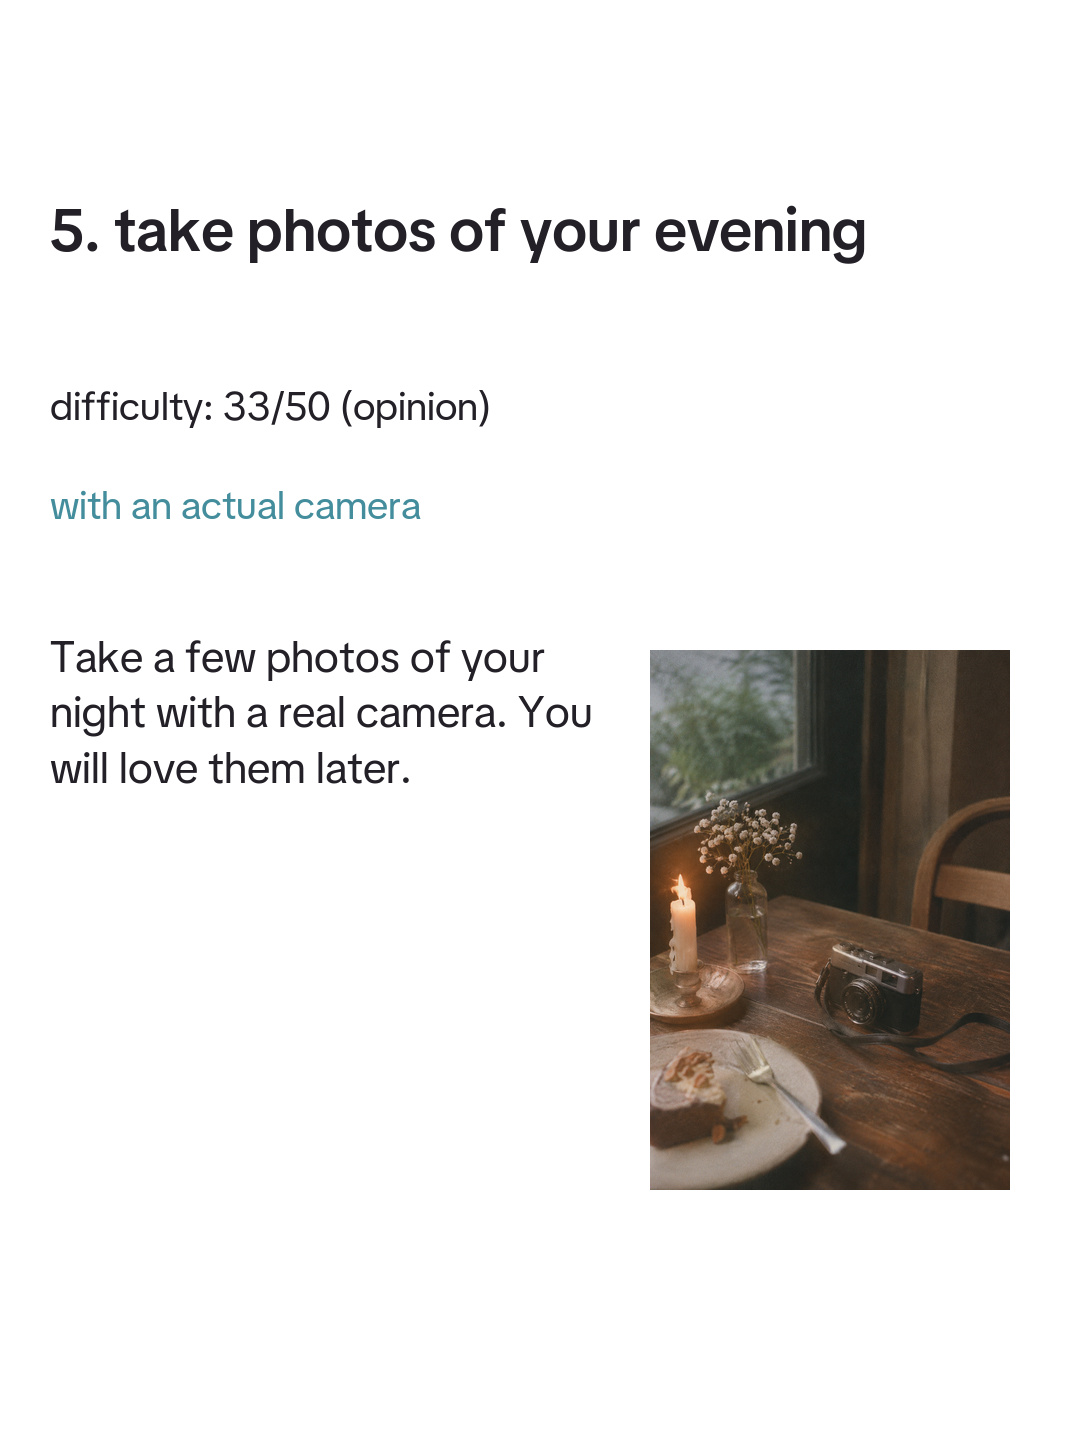 5. take photos of your evening
difficulty: 33/50 (opinion)
with an actual camera
Take a few photos of your
night with a real camera. You
will love them later.